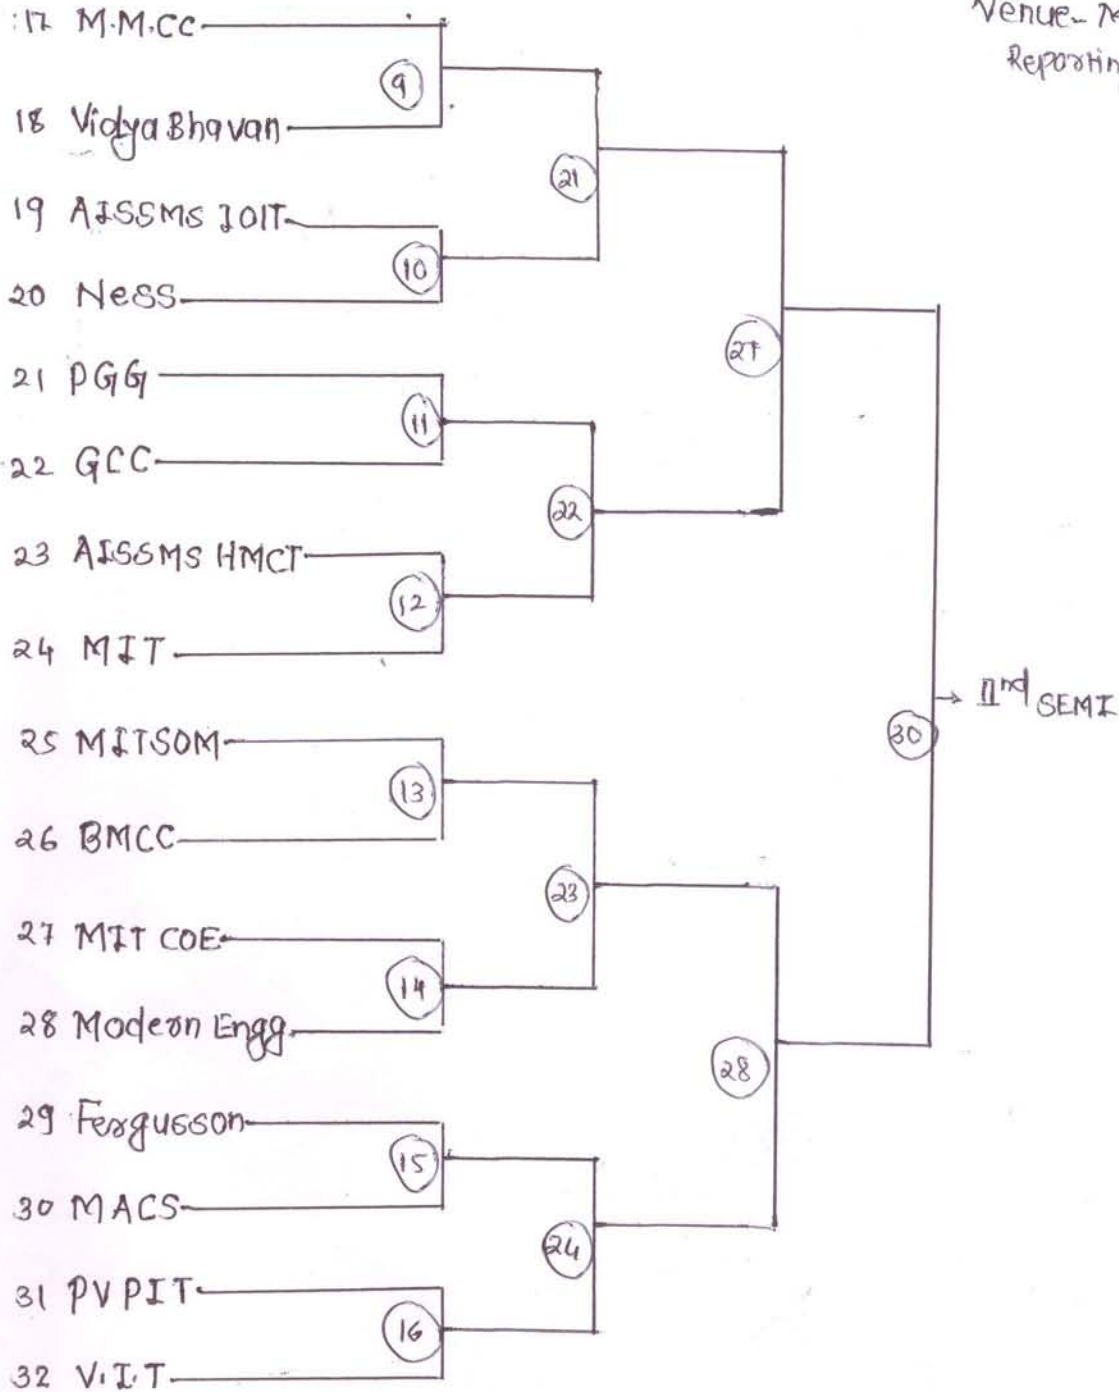 17 M.M.CC
Venue-
Reporting
9
18 Vidya Bhavan
21
19 AISSMS IOIT
10
20 Ness
27
21 PGG
11
22 GCC
22
23 AISSMS HMCT
12
24 MIT
IInd SEMI
30
25 MITSOM
13
26 BMCC
23
27 MIT COE
14
28 Modern Engg.
28
29 Fergusson
15
30 MACS
24
31 PVPIT
16
32 V.I.T